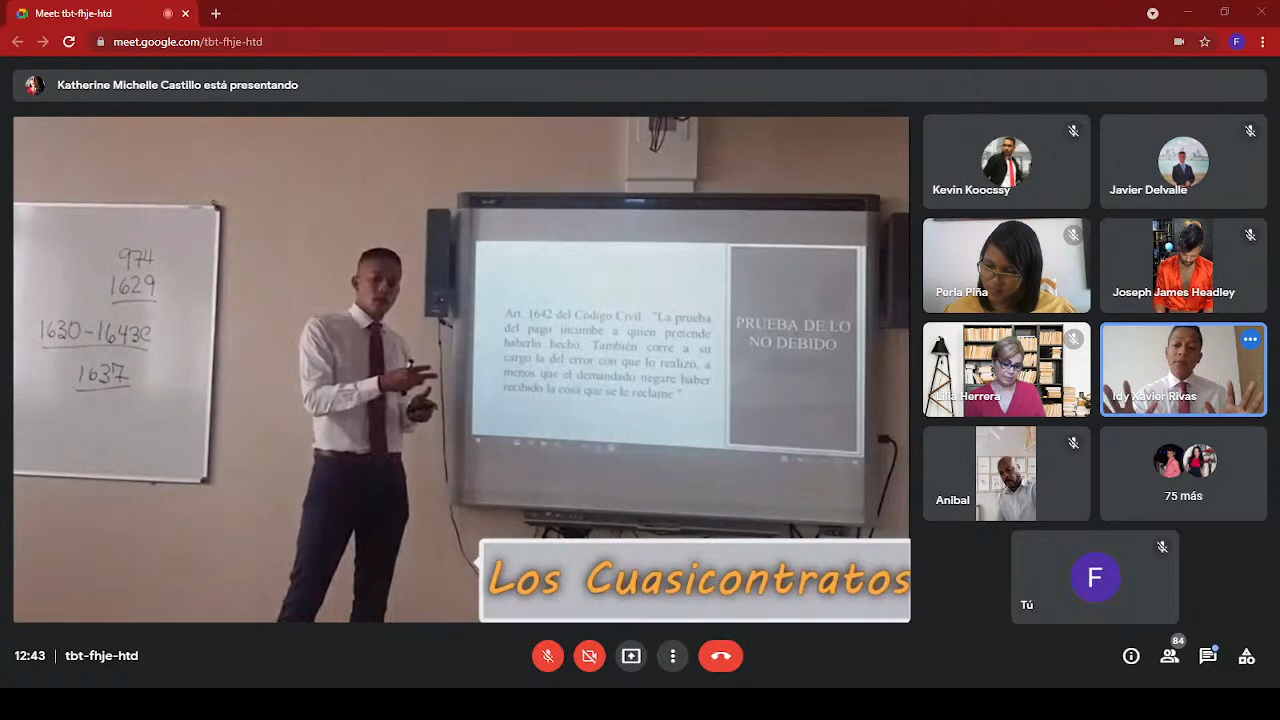 Meet: tbt-fhje-htd
meet.google.com/tbt-fhje-htd
F
Katherine Michelle Castillo está presentando
974
1629
1630-1643C
1637
Art. 1642 del Código Civil "La prueba
del pago incumbe a quien pretende
haberlo hecho. También corre a su
cargo la del error con que lo realizó, a
menos que el demandado negare haber
recibido la cosa que se le reclame"
PRUEBA DE LO
NO DEBIDO
Los Cuasicontratos
Kevin Koocssy
Javier Delvalle
Perla Piña
Joseph James Headley
Lilia Herrera
Idy Xavier Rivas
Anibal
75 más
F
Tú
12:43
tbt-fhje-htd
84